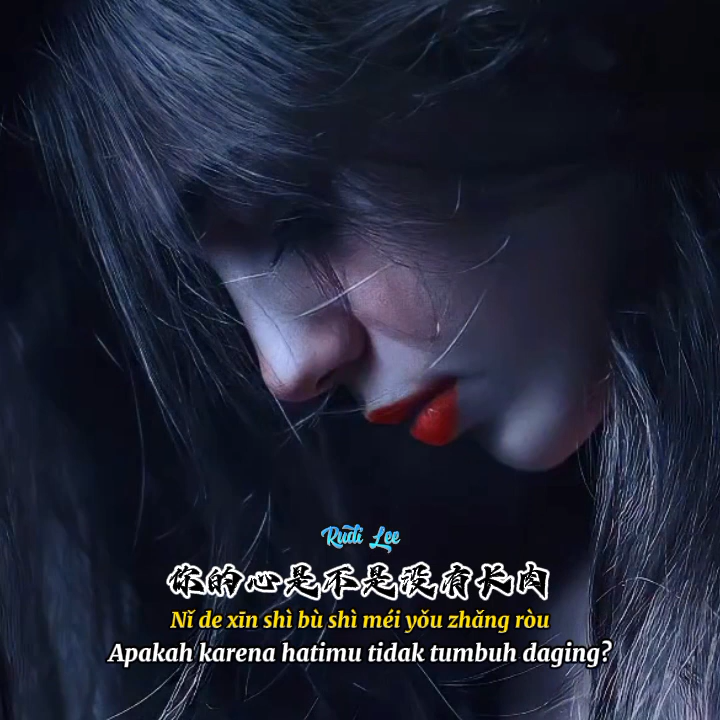 Rudi Lee
你的心是不是没有长肉
Nǐ de xīn shì bù shì méi yǒu zhǎng ròu
Apakah karena hatimu tidak tumbuh daging?